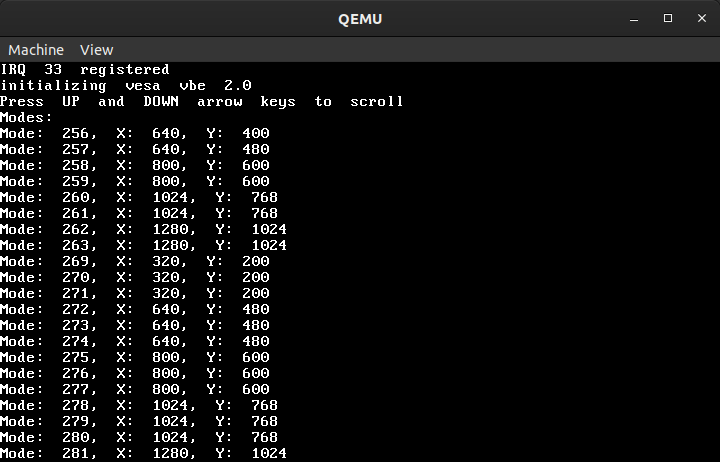 QEMU
Machine View
IRQ 33 registered
initializing vesa vbe 2.0
Press UP and DOWN arrow keys to scroll
Modes:
Mode: 256, X: 640, Y: 400
Mode: 257, X: 640, Y: 480
Mode: 258, X: 800, Y: 600
Mode: 259, X: 800, Y: 600
Mode: 260, X: 1024, Y: 768
Mode: 261, X: 1024, Y: 768
Mode: 262, X: 1280, Y: 1024
Mode: 263, X: 1280, Y: 1024
Mode: 269, X: 320, Y: 200
Mode: 270, X: 320, Y: 200
Mode: 271, X: 320, Y: 200
Mode: 272, X: 640, Y: 480
Mode: 273, X: 640, Y: 480
Mode: 274, X: 640, Y: 480
Mode: 275, X: 800, Y: 600
Mode: 276, X: 800, Y: 600
Mode: 277, X: 800, Y: 600
Mode: 278, X: 1024, Y: 768
Mode: 279, X: 1024, Y: 768
Mode: 280, X: 1024, Y: 768
Mode: 281, X: 1280, Y: 1024